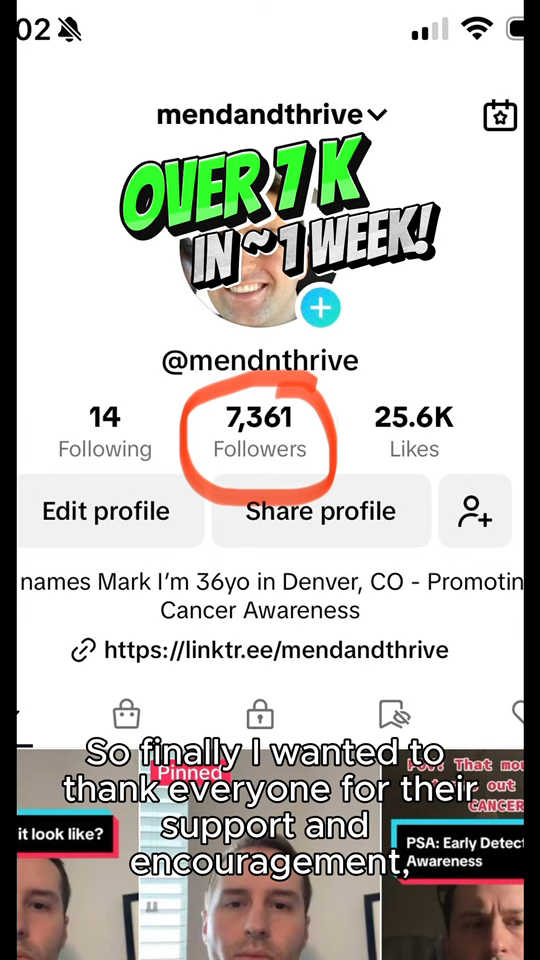 02
mendandthrive
OVER 7 K
IN ~ 1 WEEK!
@mendnthrive
14
7,361
25.6K
Following
Followers
Likes
Edit profile
Share profile
names Mark I'm 36yo in Denver, CO - Promotin
Cancer Awareness
https://linktr.ee/mendandthrive
So finally I wanted to
thank everyone for their
support and
encouragement,
Pinned
it look like?
That mo
out
CANCER
PSA: Early Detec
Awareness